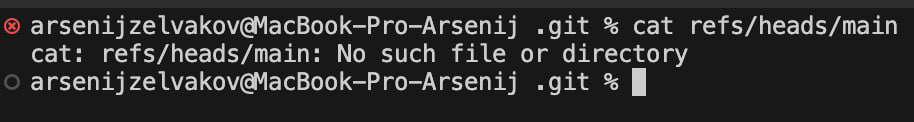 arsenijzelvakov@MacBook-Pro-Arsenij .git % cat refs/heads/main
cat: refs/heads/main: No such file or directory
arsenijzelvakov@MacBook-Pro-Arsenij .git %